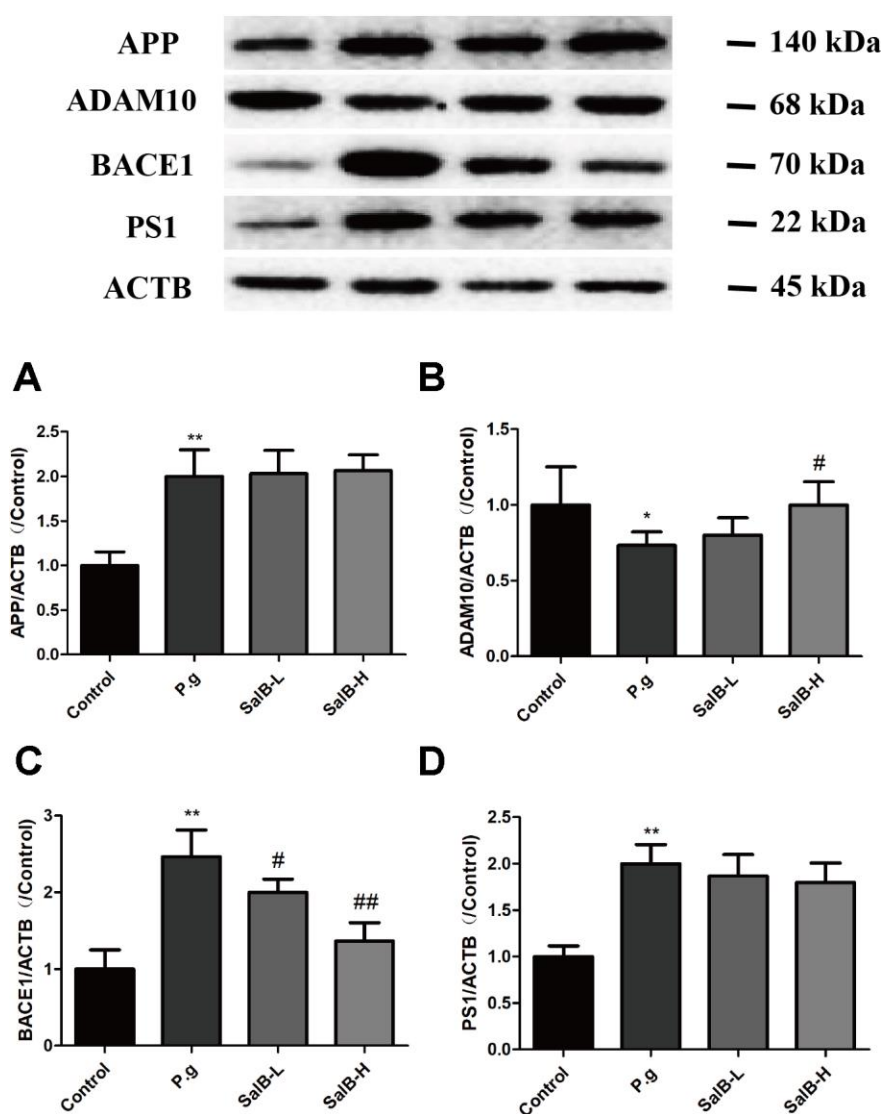 APP — 140 kDa
ADAM10 — 68 kDa
BACE1 — 70 kDa
PS1 — 22 kDa
ACTB — 45 kDa
A
APP/ACTB（/Control)
2.5
2.0
1.5
1.0
0.5
0.0
**
Control
P.g
SalB-L
SalB-H
B
ADAM10/ACTB（/Control)
1.5
1.0
0.5
0.0
*
#
Control
P.g
SalB-L
SalB-H
C
BACE1/ACTB（/Control)
3
2
1
0
**
#
##
Control
P.g
SalB-L
SalB-H
D
PS1/ACTB（/Control)
2.5
2.0
1.5
1.0
0.5
0.0
**
Control
P.g
SalB-L
SalB-H